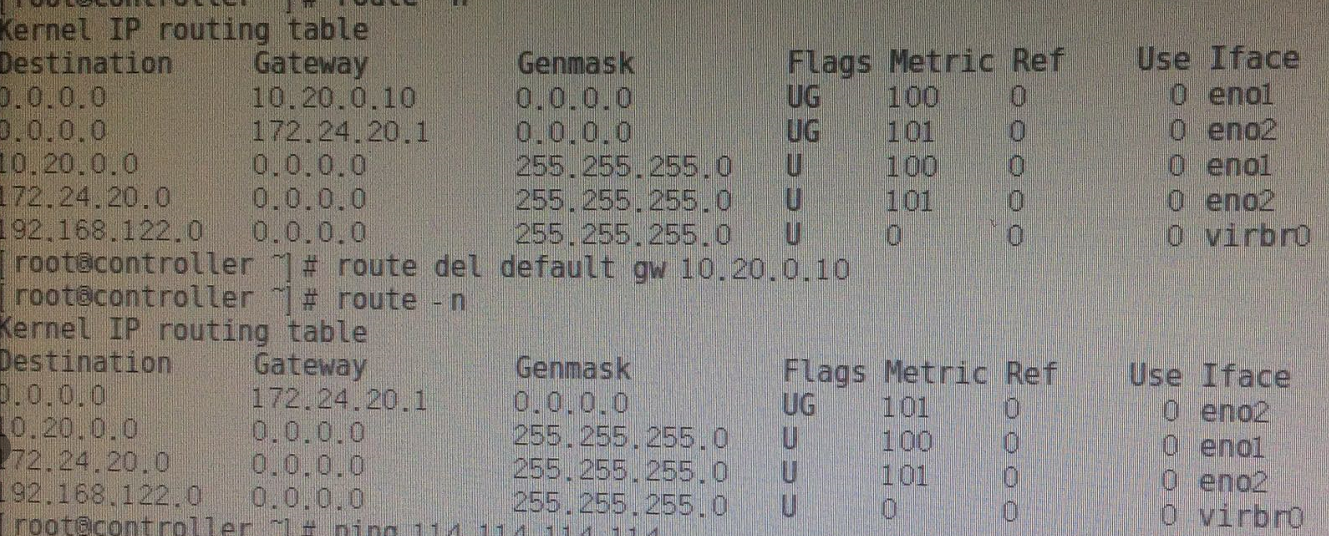 [root@controller ~]# route -n
Kernel IP routing table
Destination Gateway Genmask Flags Metric Ref Use Iface
0.0.0.0 10.20.0.10 0.0.0.0 UG 100 0 0 eno1
0.0.0.0 172.24.20.1 0.0.0.0 UG 101 0 0 eno2
10.20.0.0 0.0.0.0 255.255.255.0 U 100 0 0 eno1
172.24.20.0 0.0.0.0 255.255.255.0 U 101 0 0 eno2
192.168.122.0 0.0.0.0 255.255.255.0 U 0 0 0 virbr0
[root@controller ~]# route del default gw 10.20.0.10
[root@controller ~]# route -n
Kernel IP routing table
Destination Gateway Genmask Flags Metric Ref Use Iface
0.0.0.0 172.24.20.1 0.0.0.0 UG 101 0 0 eno2
10.20.0.0 0.0.0.0 255.255.255.0 U 100 0 0 eno1
172.24.20.0 0.0.0.0 255.255.255.0 U 101 0 0 eno2
192.168.122.0 0.0.0.0 255.255.255.0 U 0 0 0 virbr0
[root@controller ~]# ping 114.114.114.114